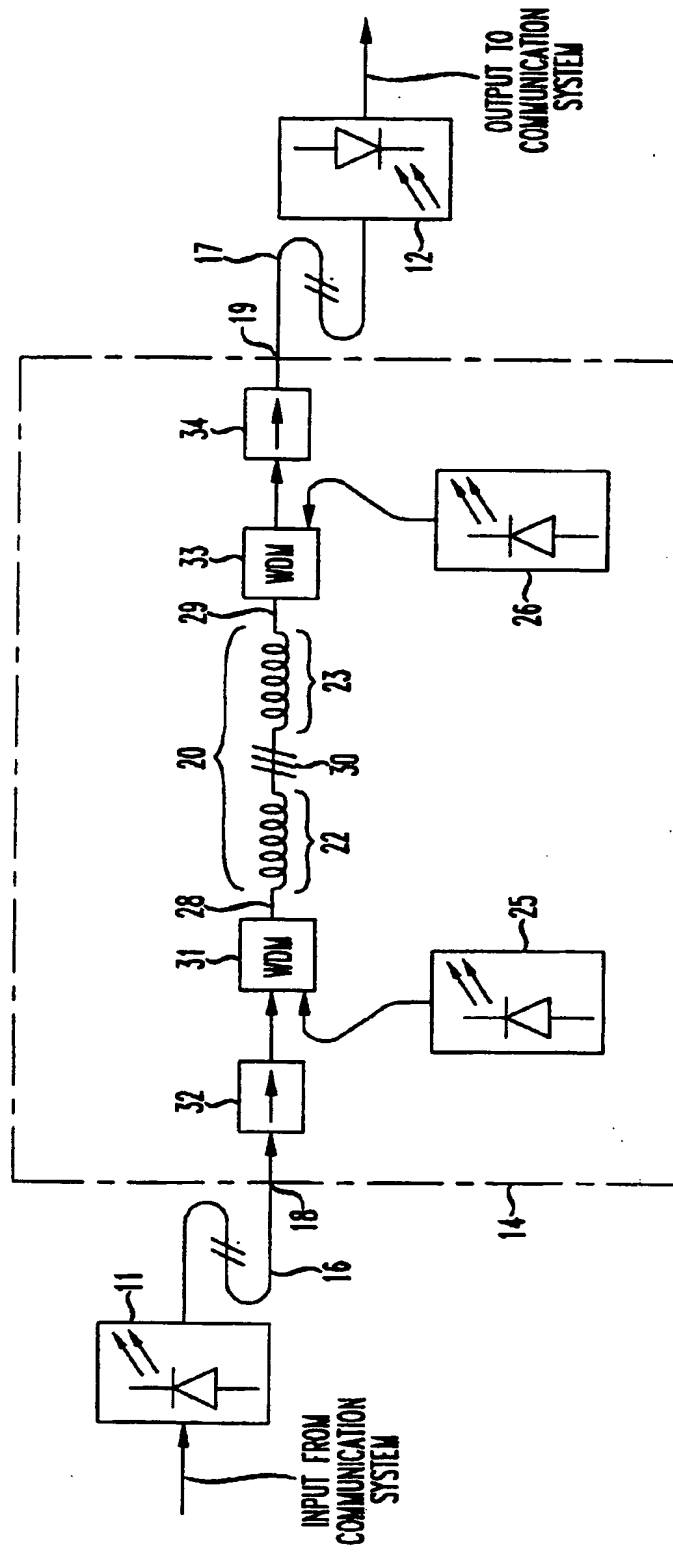 INPUT FROM
COMMUNICATION
SYSTEM
11
16
18
14
32
31
WDM
28
25
22
20
30
23
29
33
WDM
26
34
19
17
12
OUTPUT TO
COMMUNICATION
SYSTEM